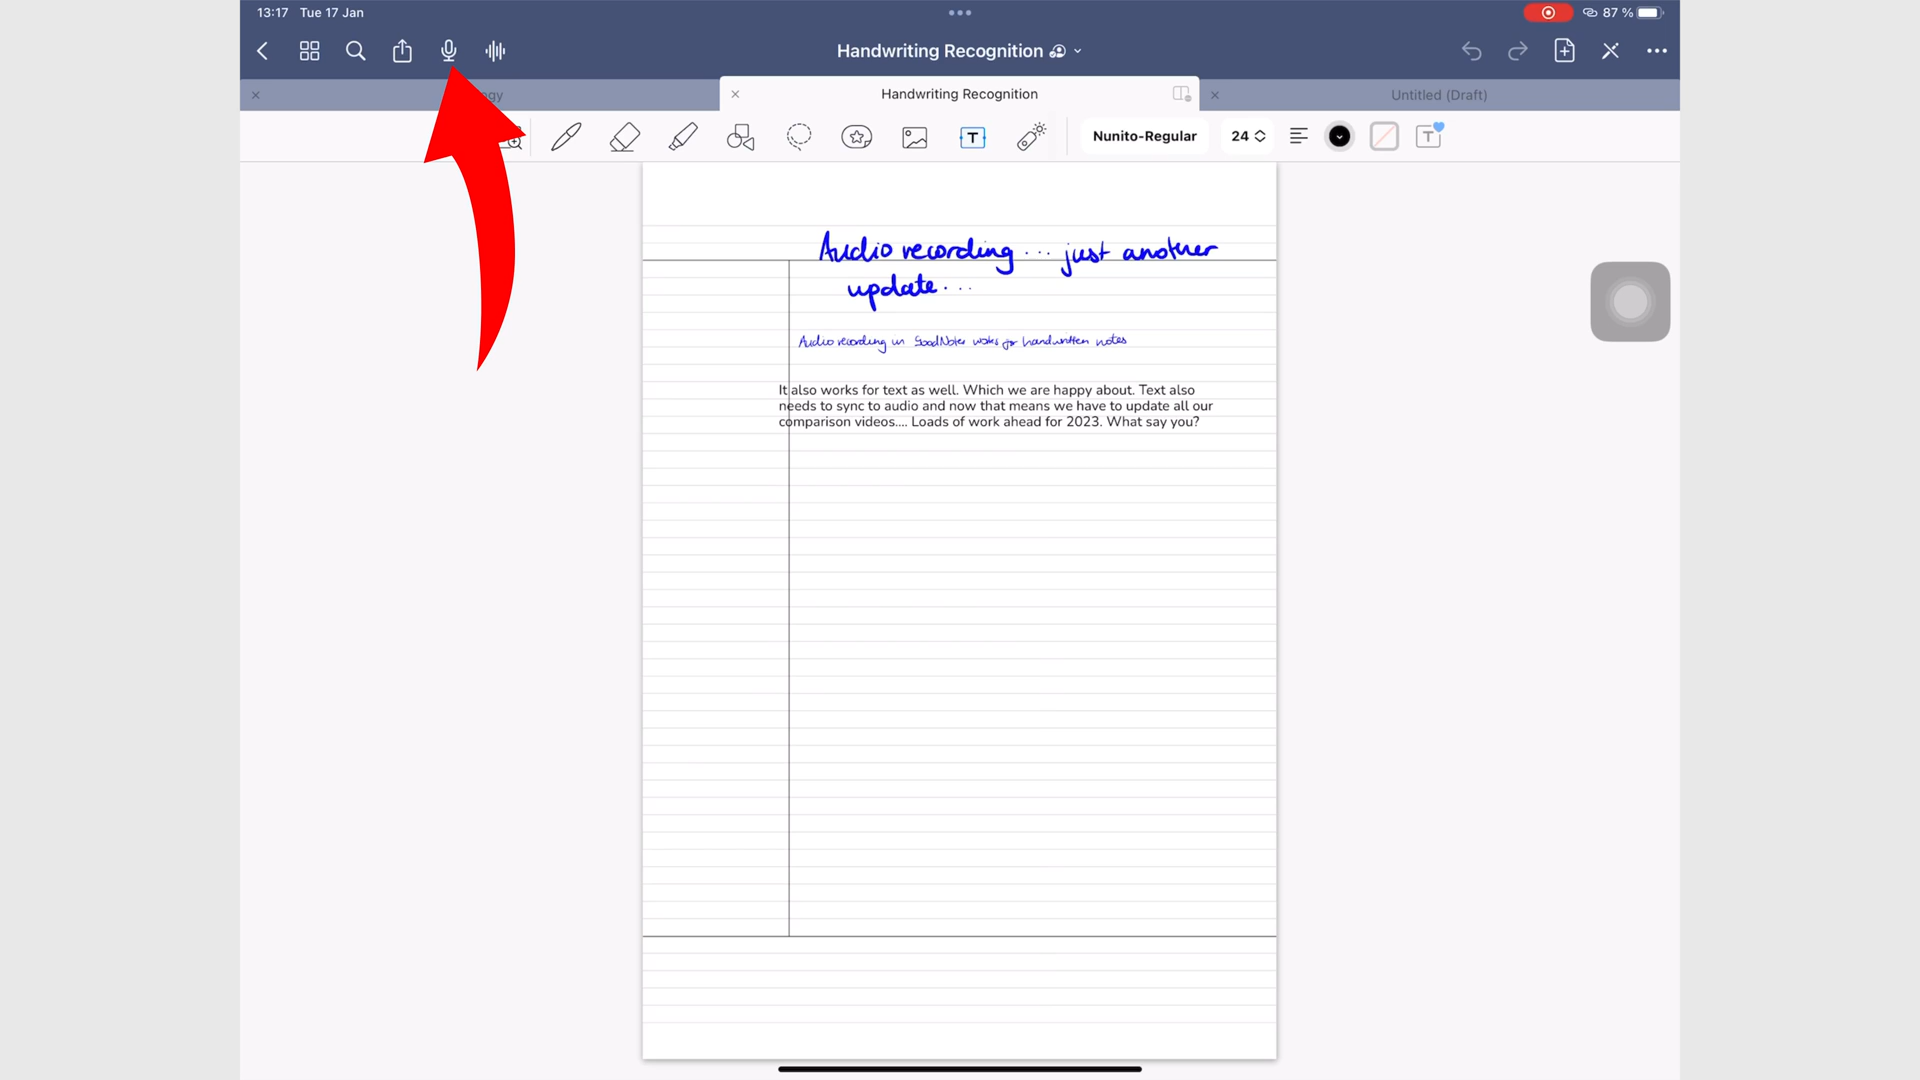 13:17 Tue 17 Jan
87 %
Handwriting Recognition
Handwriting Recognition
Untitled (Draft)
Nunito-Regular
24
T
T
Audio recording ... just another
update ...
Audio recording in GoodNotes works for handwritten notes
It also works for text as well. Which we are happy about. Text also
needs to sync to audio and now that means we have to update all our
comparison videos.... Loads of work ahead for 2023. What say you?